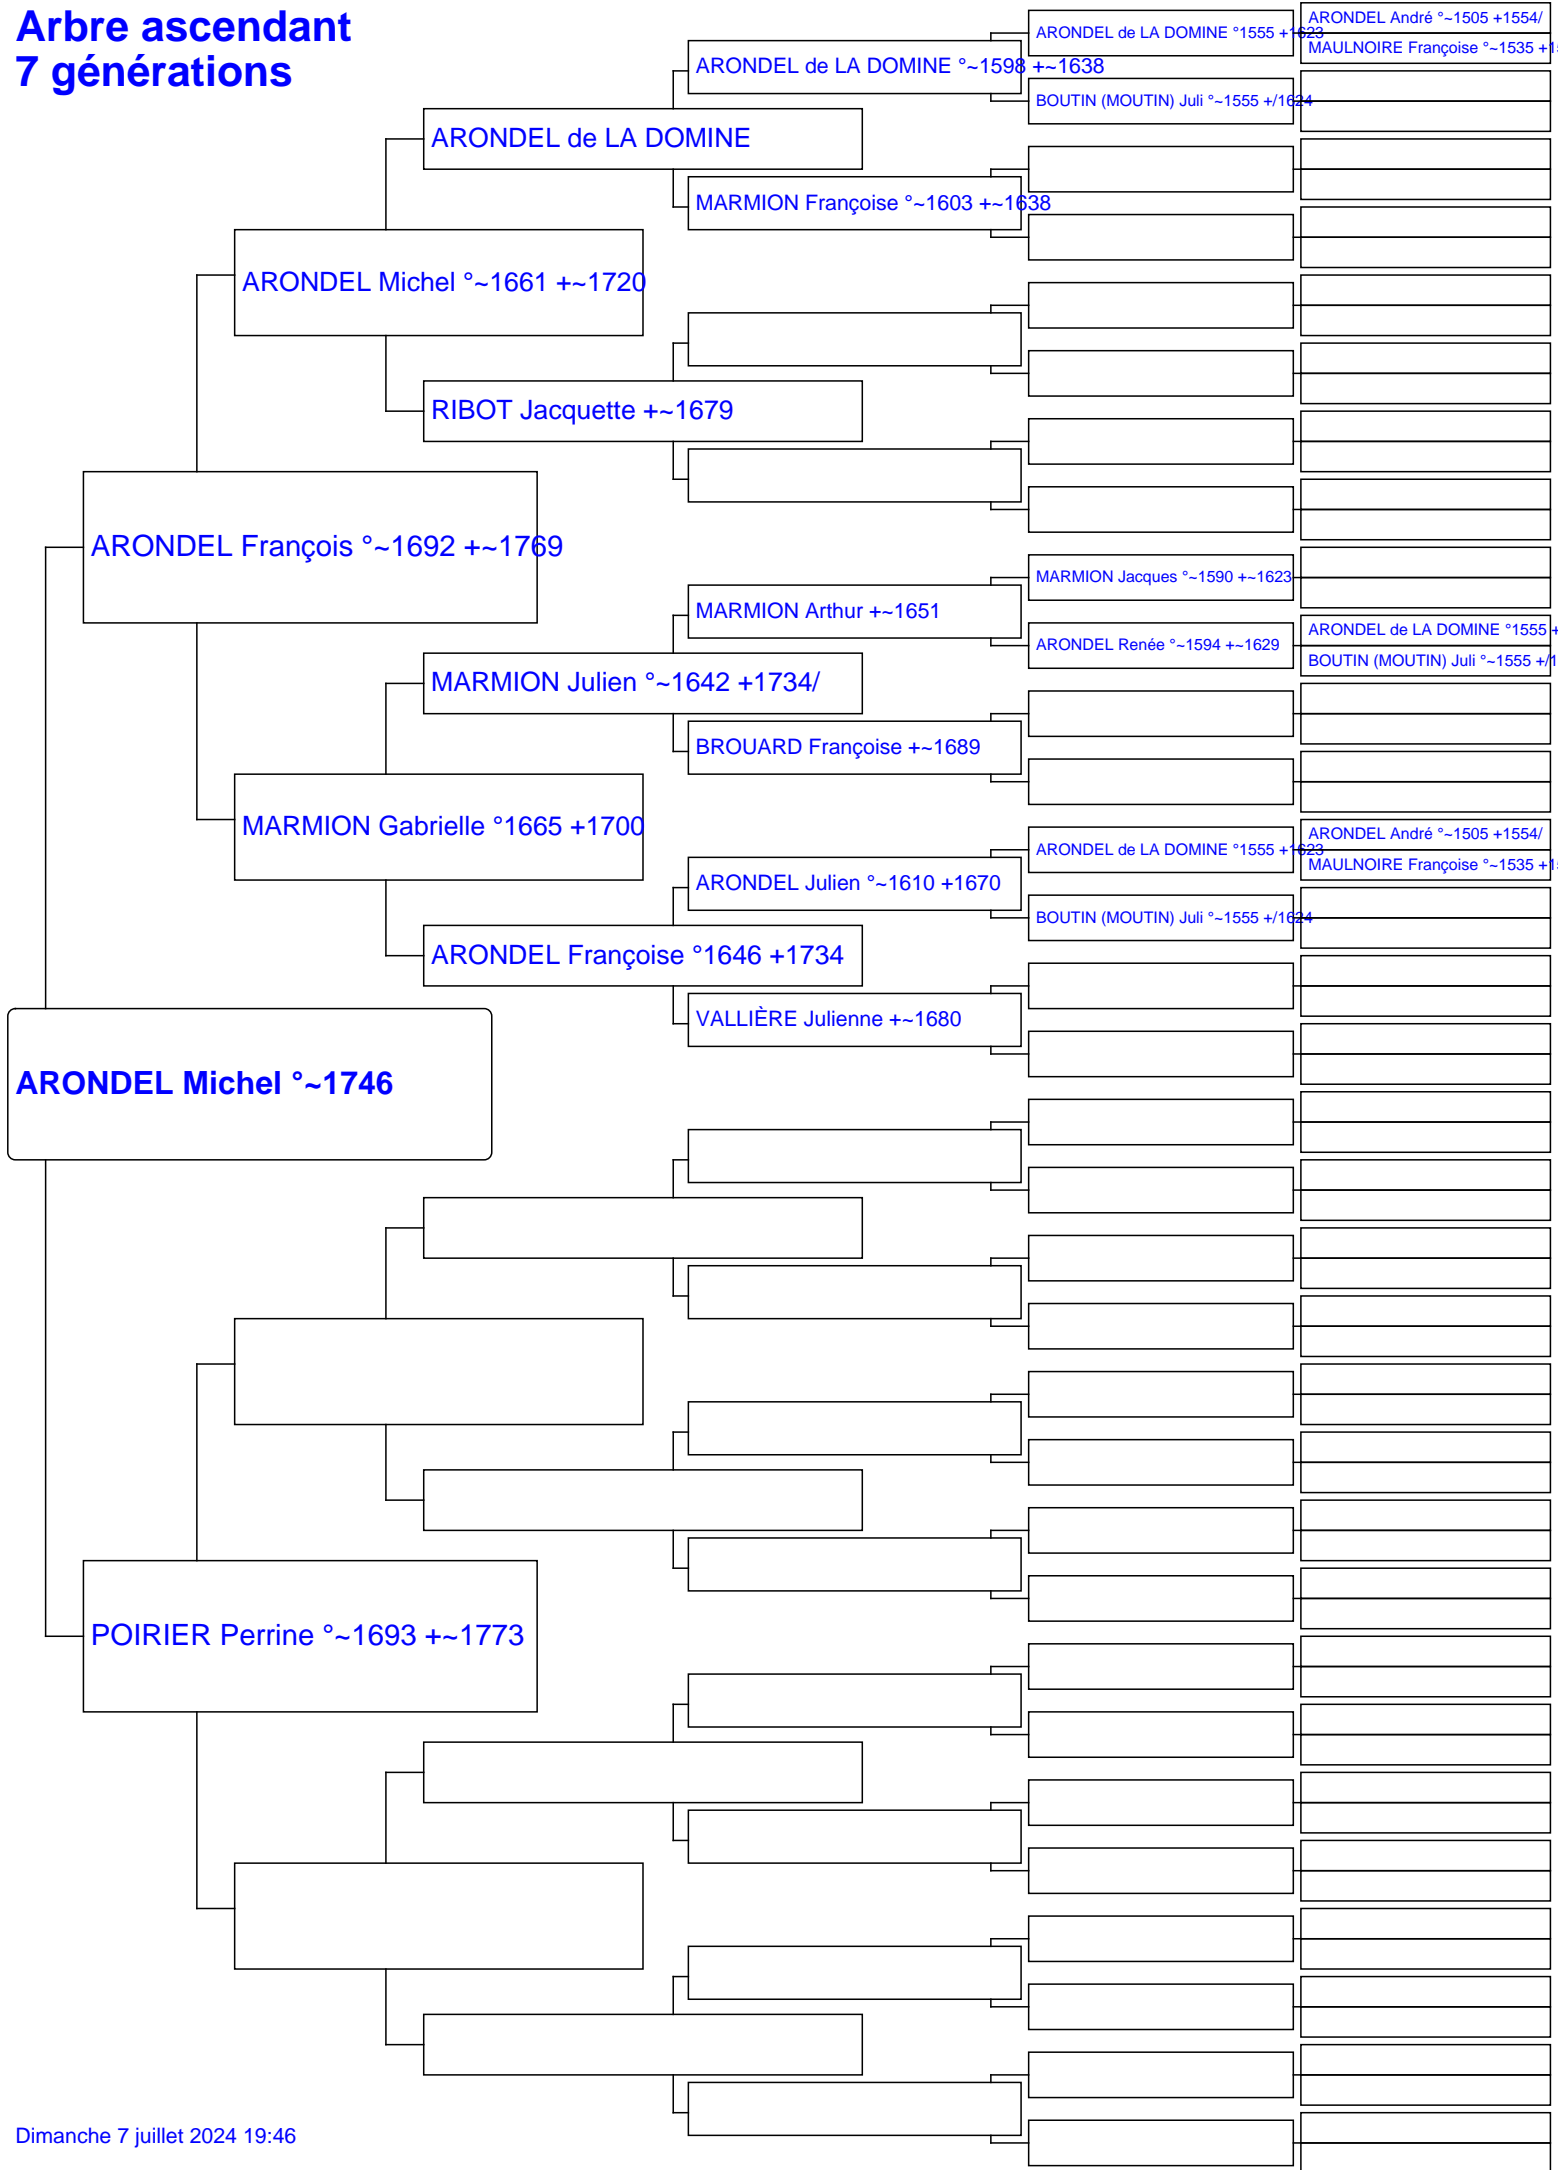 Arbre ascendant
7 générations
ARONDEL André °~1505 +1554/
ARONDEL de LA DOMINE °1555 +1623
MAULNOIRE Françoise °~1535 +15
ARONDEL de LA DOMINE °~1598 +~1638
BOUTIN (MOUTIN) Juli °~1555 +/1624
ARONDEL de LA DOMINE
MARMION Françoise °~1603 +~1638
ARONDEL Michel °~1661 +~1720
RIBOT Jacquette +~1679
ARONDEL François °~1692 +~1769
MARMION Jacques °~1590 +~1623
MARMION Arthur +~1651
ARONDEL de LA DOMINE °1555 +
ARONDEL Renée °~1594 +~1629
BOUTIN (MOUTIN) Juli °~1555 +/1
MARMION Julien °~1642 +1734/
BROUARD Françoise +~1689
MARMION Gabrielle °1665 +1700
ARONDEL André °~1505 +1554/
ARONDEL de LA DOMINE °1555 +1623
MAULNOIRE Françoise °~1535 +15
ARONDEL Julien °~1610 +1670
BOUTIN (MOUTIN) Juli °~1555 +/1624
ARONDEL Françoise °1646 +1734
VALLIÈRE Julienne +~1680
ARONDEL Michel °~1746
POIRIER Perrine °~1693 +~1773
Dimanche 7 juillet 2024 19:46